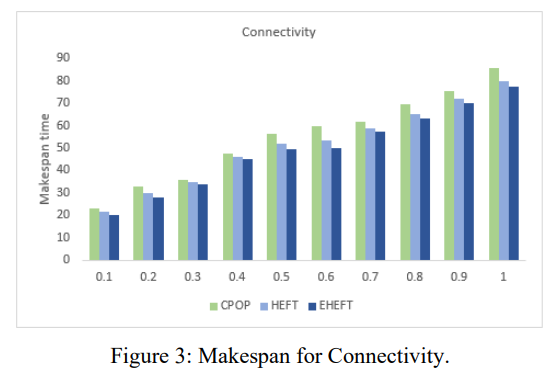 Connectivity
90
80
70
60
50
40
30
20
10
0
Makespan time
0.1 0.2 0.3 0.4 0.5 0.6 0.7 0.8 0.9 1
CPOP HEFT EHEFT
Figure 3: Makespan for Connectivity.